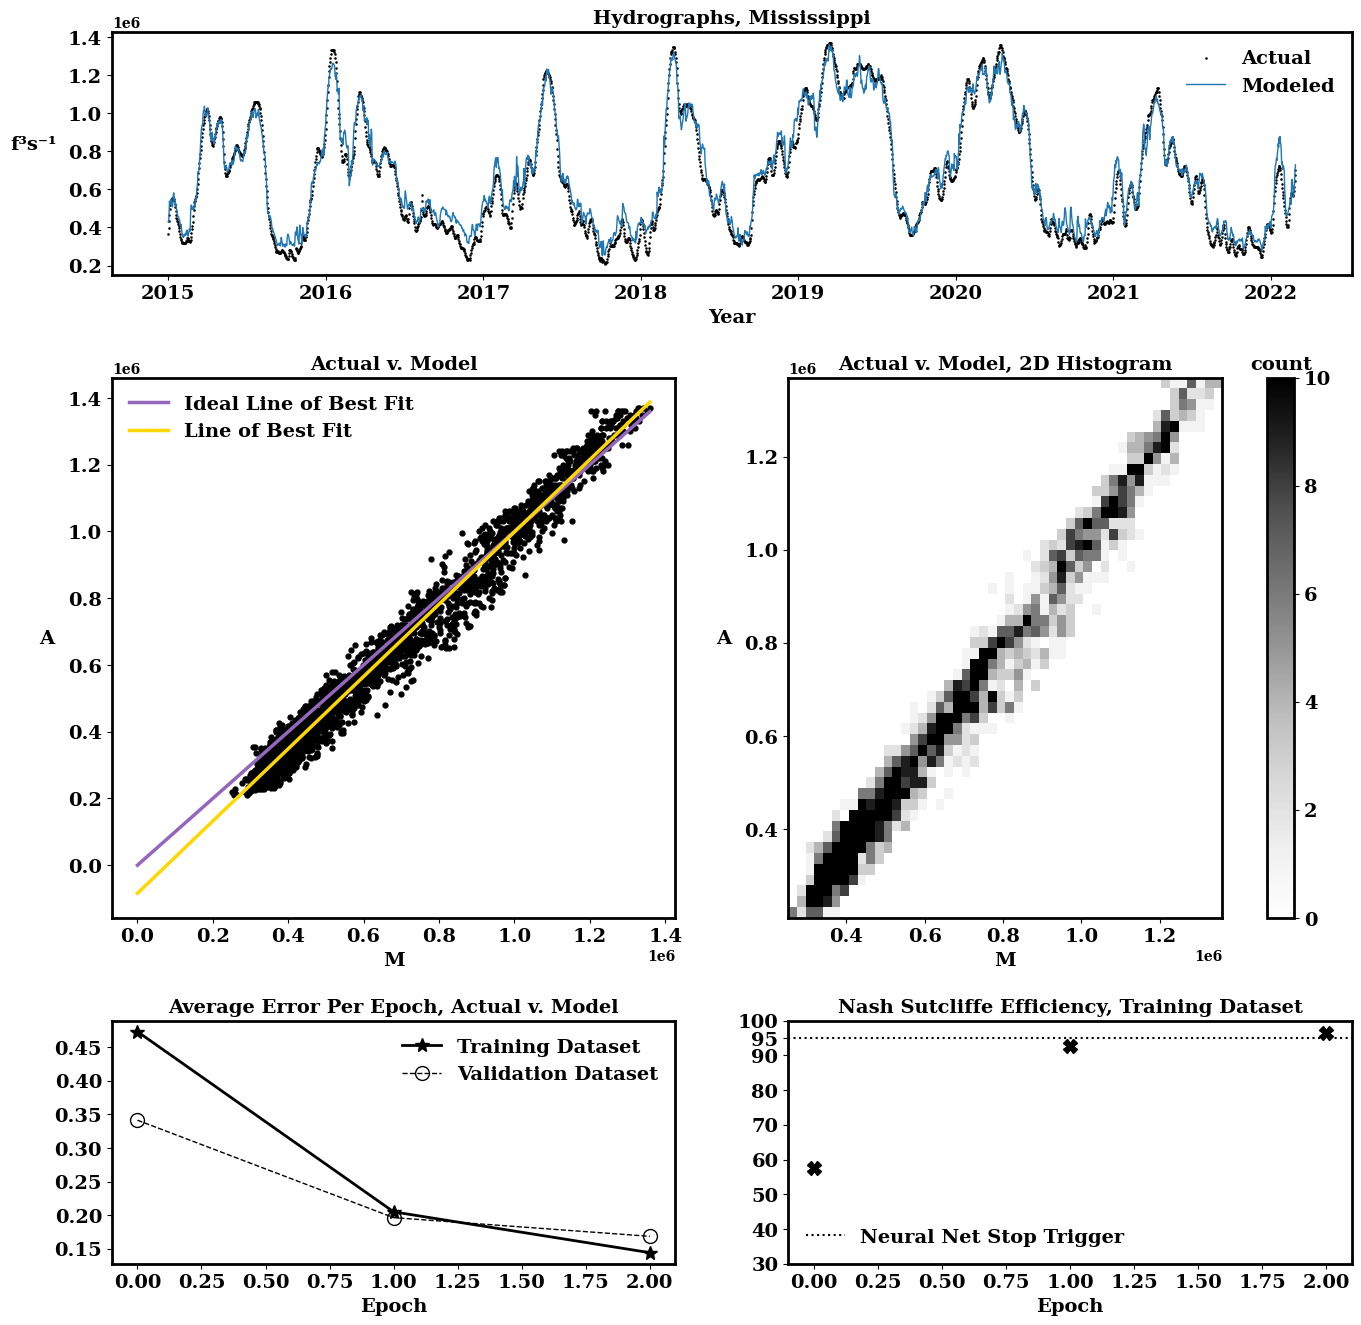 Hydrographs, Mississippi
1e6
1.4
1.2
1.0
0.8
0.6
0.4
0.2
f³s⁻¹
Actual
Modeled
2015 2016 2017 2018 2019 2020 2021 2022
Year
Actual v. Model
1e6
1.4
1.2
1.0
0.8
0.6
0.4
0.2
0.0
A
Ideal Line of Best Fit
Line of Best Fit
0.0 0.2 0.4 0.6 0.8 1.0 1.2 1.4
M
1e6
Actual v. Model, 2D Histogram
1e6
1.2
1.0
0.8
0.6
0.4
A
0.4 0.6 0.8 1.0 1.2
M
1e6
count
10
8
6
4
2
0
Average Error Per Epoch, Actual v. Model
0.45
0.40
0.35
0.30
0.25
0.20
0.15
Training Dataset
Validation Dataset
0.00 0.25 0.50 0.75 1.00 1.25 1.50 1.75 2.00
Epoch
Nash Sutcliffe Efficiency, Training Dataset
100
95
90
80
70
60
50
40
30
Neural Net Stop Trigger
0.00 0.25 0.50 0.75 1.00 1.25 1.50 1.75 2.00
Epoch